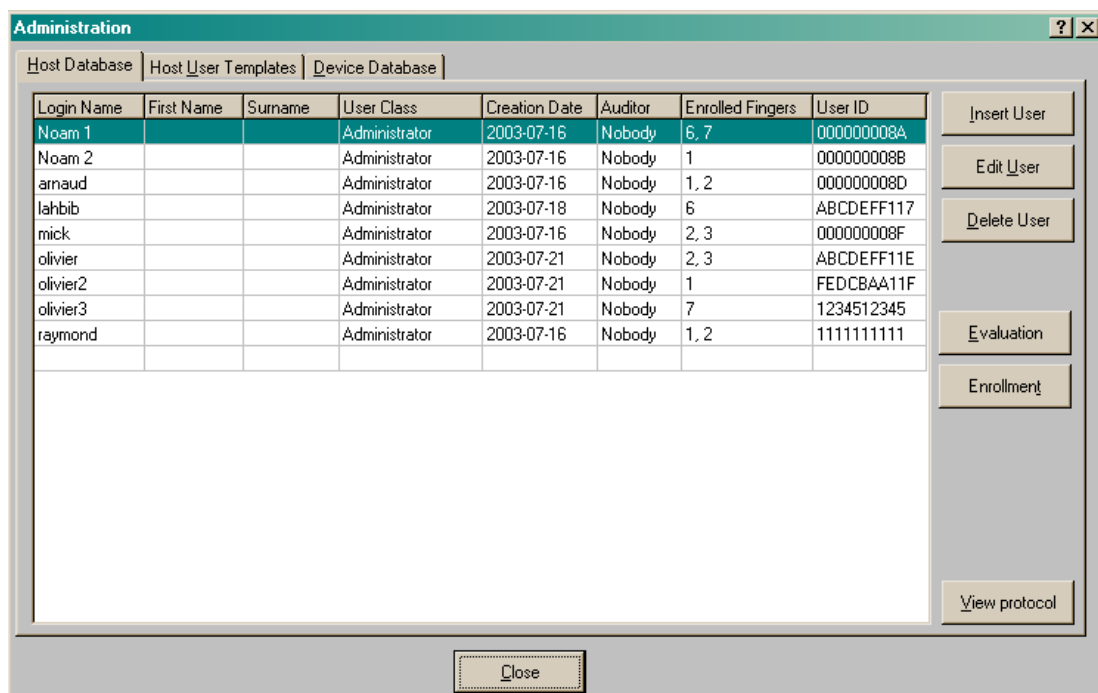 Administration
? ×
Host Database Host User Templates Device Database
Login Name First Name Surname User Class Creation Date Auditor Enrolled Fingers User ID
Noam 1 Administrator 2003-07-16 Nobody 6, 7 000000008A
Noam 2 Administrator 2003-07-16 Nobody 1 000000008B
arnaud Administrator 2003-07-16 Nobody 1, 2 000000008D
lahbib Administrator 2003-07-18 Nobody 6 ABCDEFF117
mick Administrator 2003-07-16 Nobody 2, 3 000000008F
olivier Administrator 2003-07-21 Nobody 2, 3 ABCDEFF11E
olivier2 Administrator 2003-07-21 Nobody 1 FEDCBAA11F
olivier3 Administrator 2003-07-21 Nobody 7 1234512345
raymond Administrator 2003-07-16 Nobody 1, 2 1111111111
Insert User
Edit User
Delete User
Evaluation
Enrollment
View protocol
Close